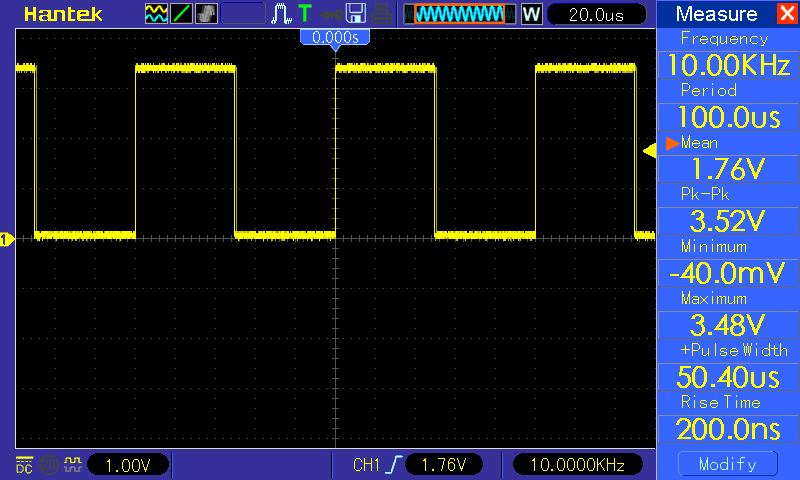 Hantek T W 20.0us
0.000s
Measure X
Frequency
10.00KHz
Period
100.0us
Mean
1.76V
Pk-Pk
3.52V
Minimum
-40.0mV
Maximum
3.48V
+Pulse Width
50.40us
Rise Time
200.0ns
Modify
1
DC 1.00V CH1 1.76V 10.0000KHz